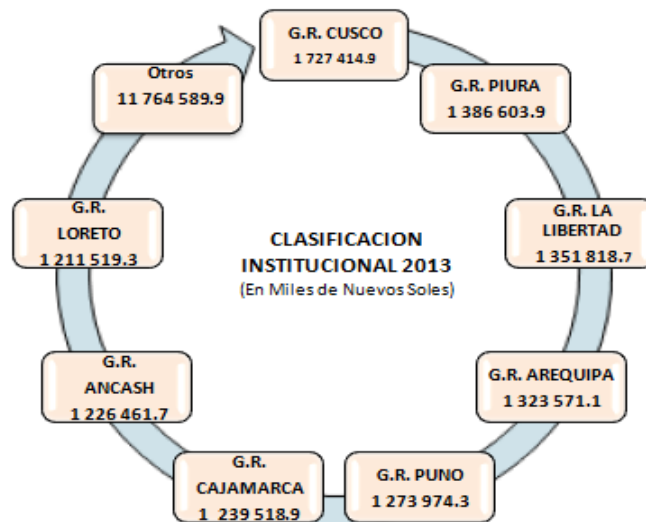 G.R. CUSCO
1 727 414.9
G.R. PIURA
1 386 603.9
G.R. LA
LIBERTAD
1 351 818.7
G.R. AREQUIPA
1 323 571.1
G.R. PUNO
1 273 974.3
G.R.
CAJAMARCA
1 239 518.9
G.R.
ANCASH
1 226 461.7
G.R.
LORETO
1 211 519.3
Otros
11 764 589.9
CLASIFICACION
INSTITUCIONAL 2013
(En Miles de Nuevos Soles)